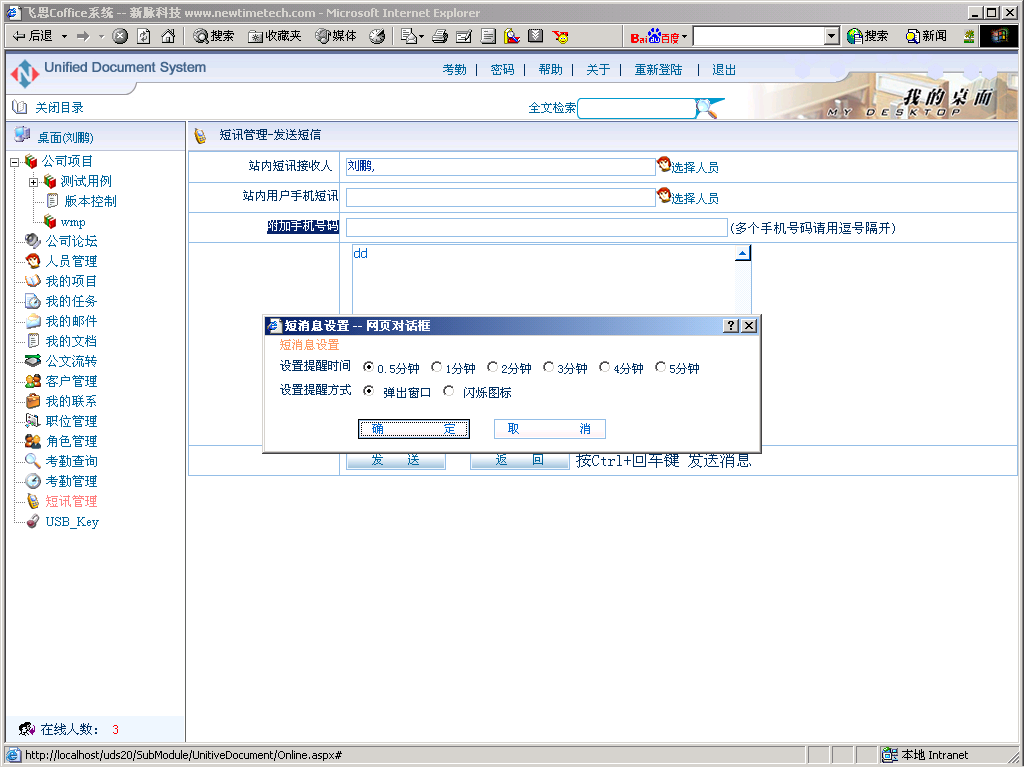 飞思Coffice系统 -- 新脉科技 www.newtimetech.com - Microsoft Internet Explorer
后退 搜索 收藏夹 媒体 Bai百度 搜索 新闻
Unified Document System
考勤 | 密码 | 帮助 | 关于 | 重新登陆 | 退出
关闭目录 全文检索 我的桌面
MY DESKTOP
桌面(刘鹏) 短讯管理-发送短信
公司项目
测试用例
版本控制
wmp
公司论坛
人员管理
我的项目
我的任务
我的邮件
我的文档
公文流转
客户管理
我的联系
职位管理
角色管理
考勤查询
考勤管理
短讯管理
USB_Key
在线人数: 3
站内短讯接收人 刘鹏, 选择人员
站内用户手机短讯 选择人员
附加手机号码 (多个手机号码请用逗号隔开)
dd
短消息设置 -- 网页对话框
短消息设置
设置提醒时间 0.5分钟 1分钟 2分钟 3分钟 4分钟 5分钟
设置提醒方式 弹出窗口 闪烁图标
确 定 取 消
发 送 返 回 按Ctrl+回车键 发送消息
http://localhost/uds20/SubModule/UnitiveDocument/Online.aspx# 本地 Intranet